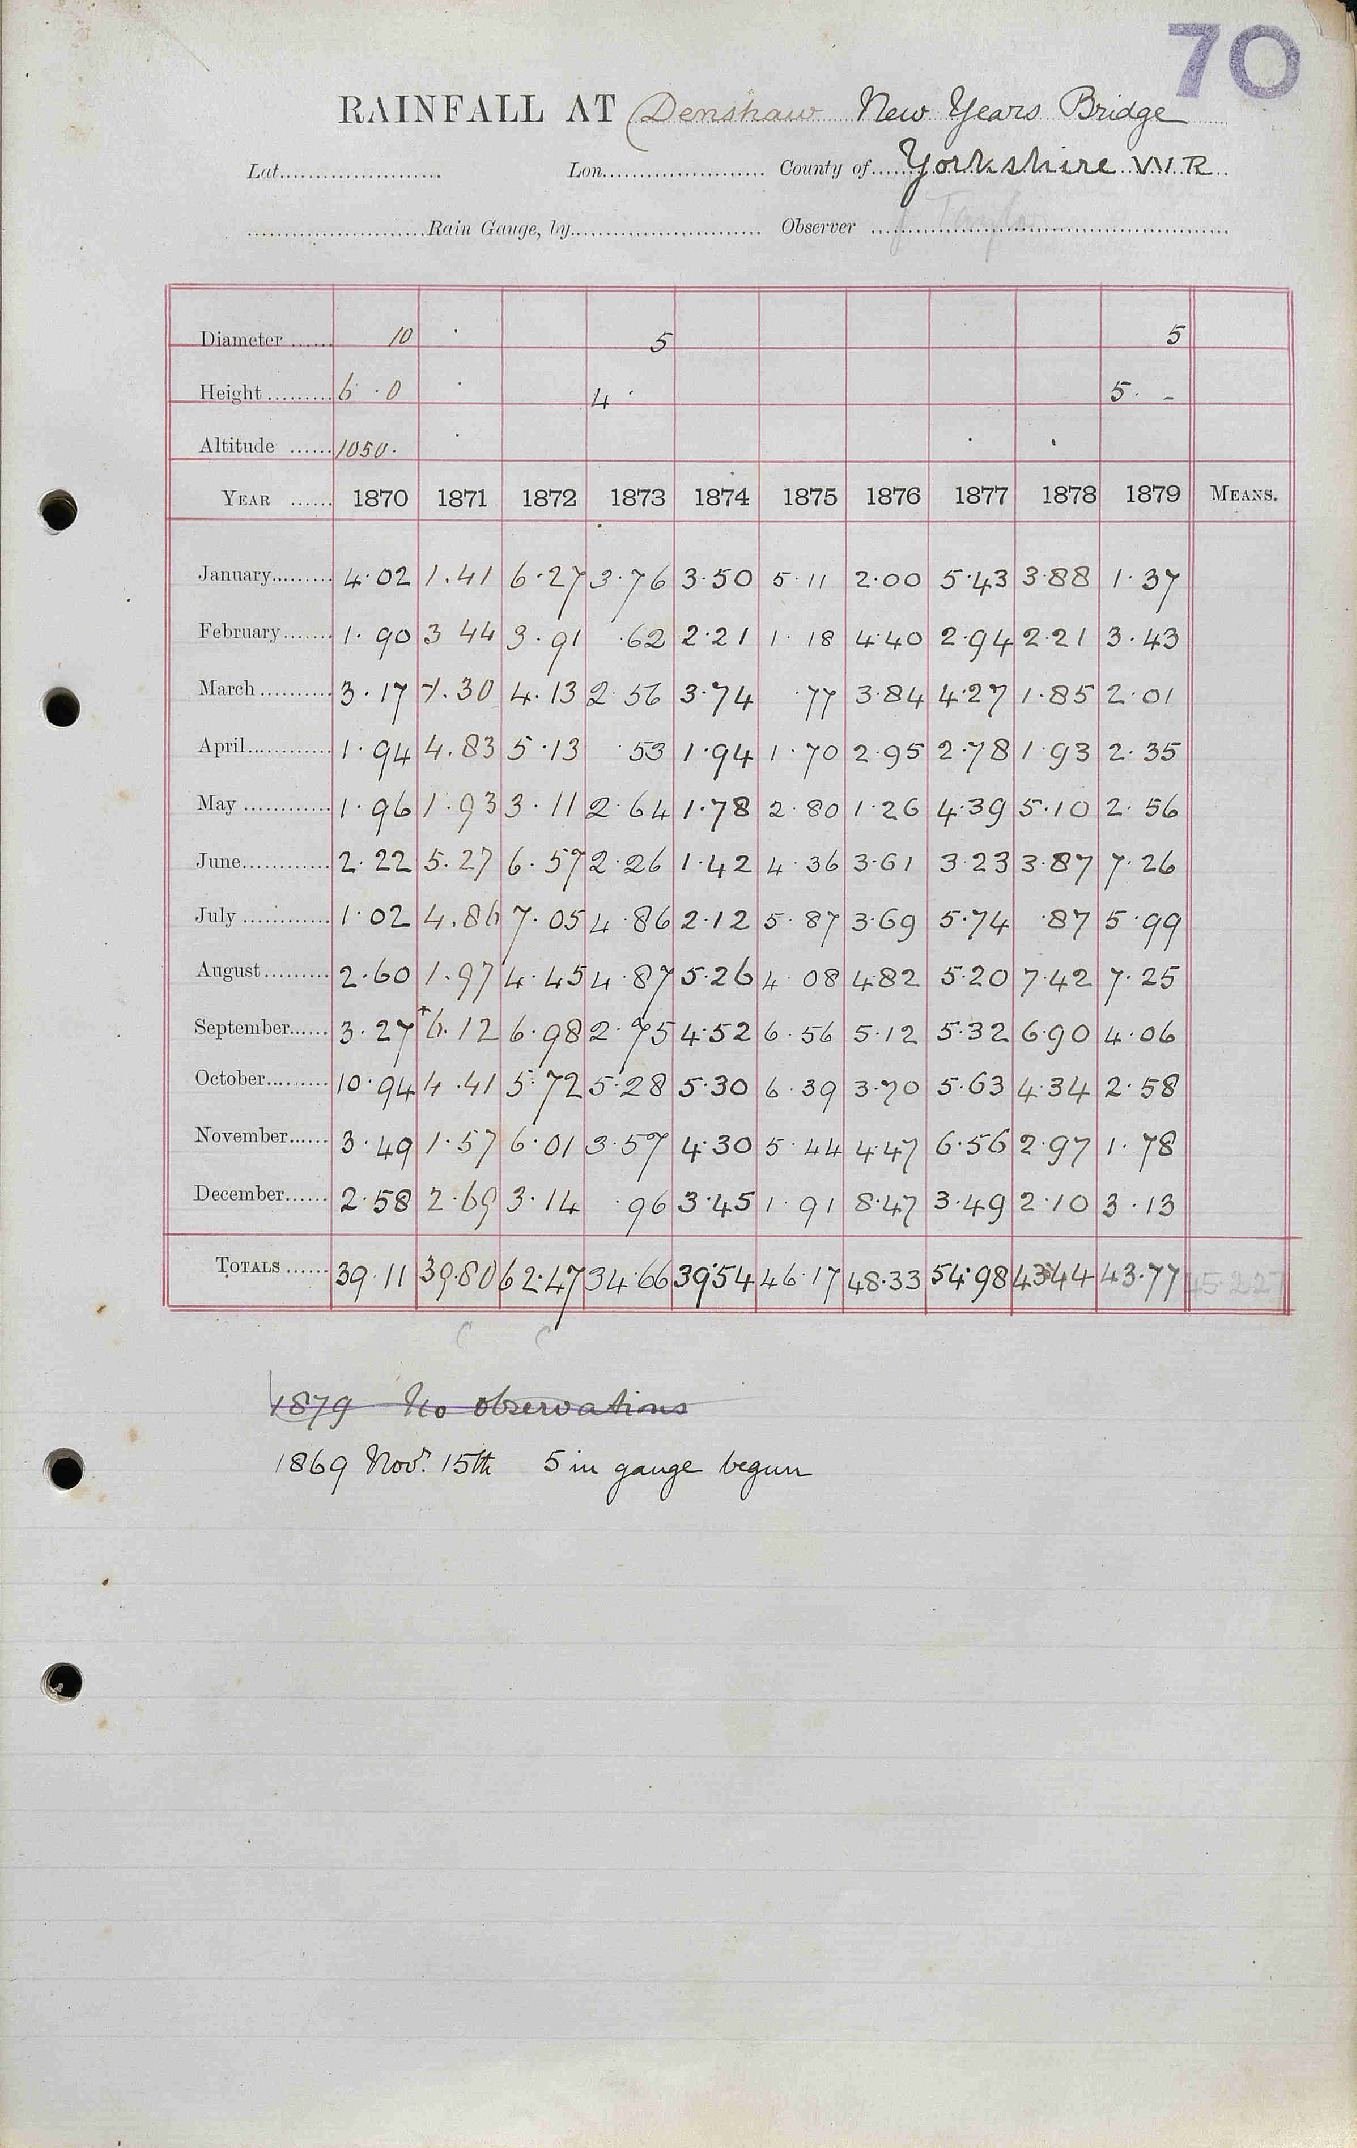 70
RAINFALL AT (Denshaw New Years Bridge
Lat. Lon. County of Yorkshire W R
Rain Gauge, by Observer J Taylor
Diameter 10 5 5
Height 6 · 0 4 · 5 · -
Altitude 1050 ·
YEAR 1870 1871 1872 1873 1874 1875 1876 1877 1878 1879 MEANS.
January 4·02 1.41 6·27 3·76 3·50 5·11 2·00 5·43 3·88 1·37
February 1·90 3 44 3·91 ·62 2·21 1·18 4·40 2·94 2·21 3·43
March 3·17 1.30 4·13 2·56 3·74 ·77 3·84 4·27 1·85 2·01
April 1·94 4.83 5·13 ·53 1·94 1·70 2·95 2·78 1·93 2·35
May 1·96 1·93 3·11 2·64 1·78 2·80 1·26 4·39 5·10 2·56
June 2·22 5.27 6·57 2·26 1·42 4·36 3·61 3·23 3·87 7·26
July 1·02 4.86 7·05 4·86 2·12 5·87 3·69 5·74 ·87 5·99
August 2·60 1.97 4·45 4·87 5·26 4·08 4·82 5·20 7·42 7·25
September 3·27 6.12 6·98 2·75 4·52 6·56 5·12 5·32 6·90 4·06
October 10·94 4.41 5·72 5·28 5·30 6·39 3·70 5·63 4·34 2·58
November 3·49 1·57 6·01 3·57 4·30 5·44 4·47 6·56 2·97 1·78
December 2·58 2·69 3·14 ·96 3·45 1·91 8·47 3·49 2·10 3·13
TOTALS 39·11 39·80 62·47 34·66 39·54 46·17 48·33 54·98 43·44 43·77 45·227
1879 No observations
1869 Nov. 15th 5 in gauge begun